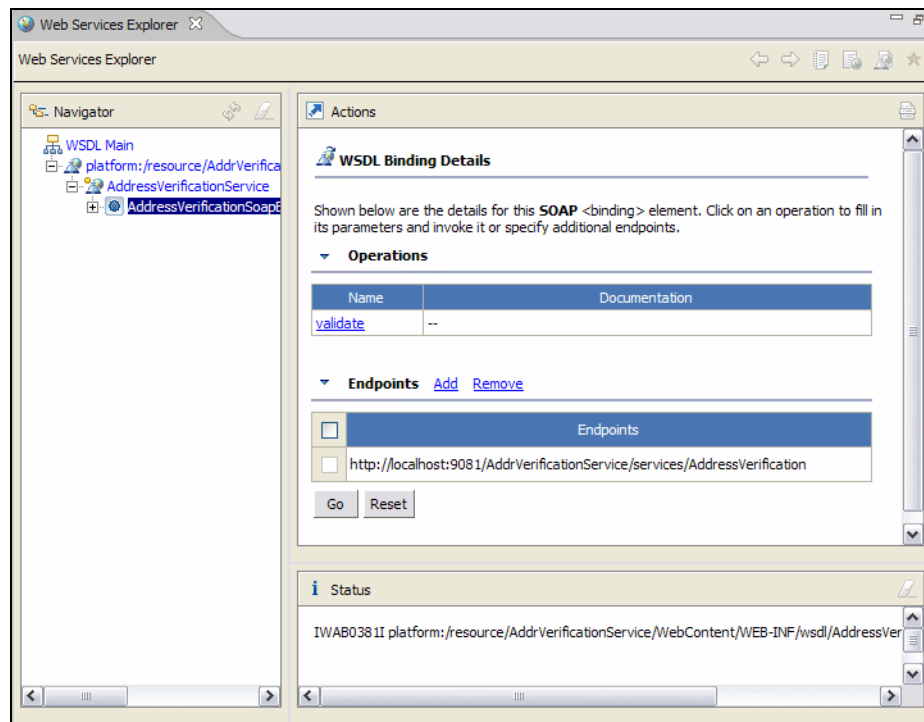 Web Services Explorer
Web Services Explorer
Navigator
WSDL Main
platform:/resource/AddrVerifica
AddressVerificationService
AddressVerificationSoapB
Actions
WSDL Binding Details
Shown below are the details for this SOAP <binding> element. Click on an operation to fill in
its parameters and invoke it or specify additional endpoints.
Operations
Name Documentation
validate --
Endpoints Add Remove
Endpoints
http://localhost:9081/AddrVerificationService/services/AddressVerification
Go Reset
i Status
IWAB0381I platform:/resource/AddrVerificationService/WebContent/WEB-INF/wsdl/AddressVer